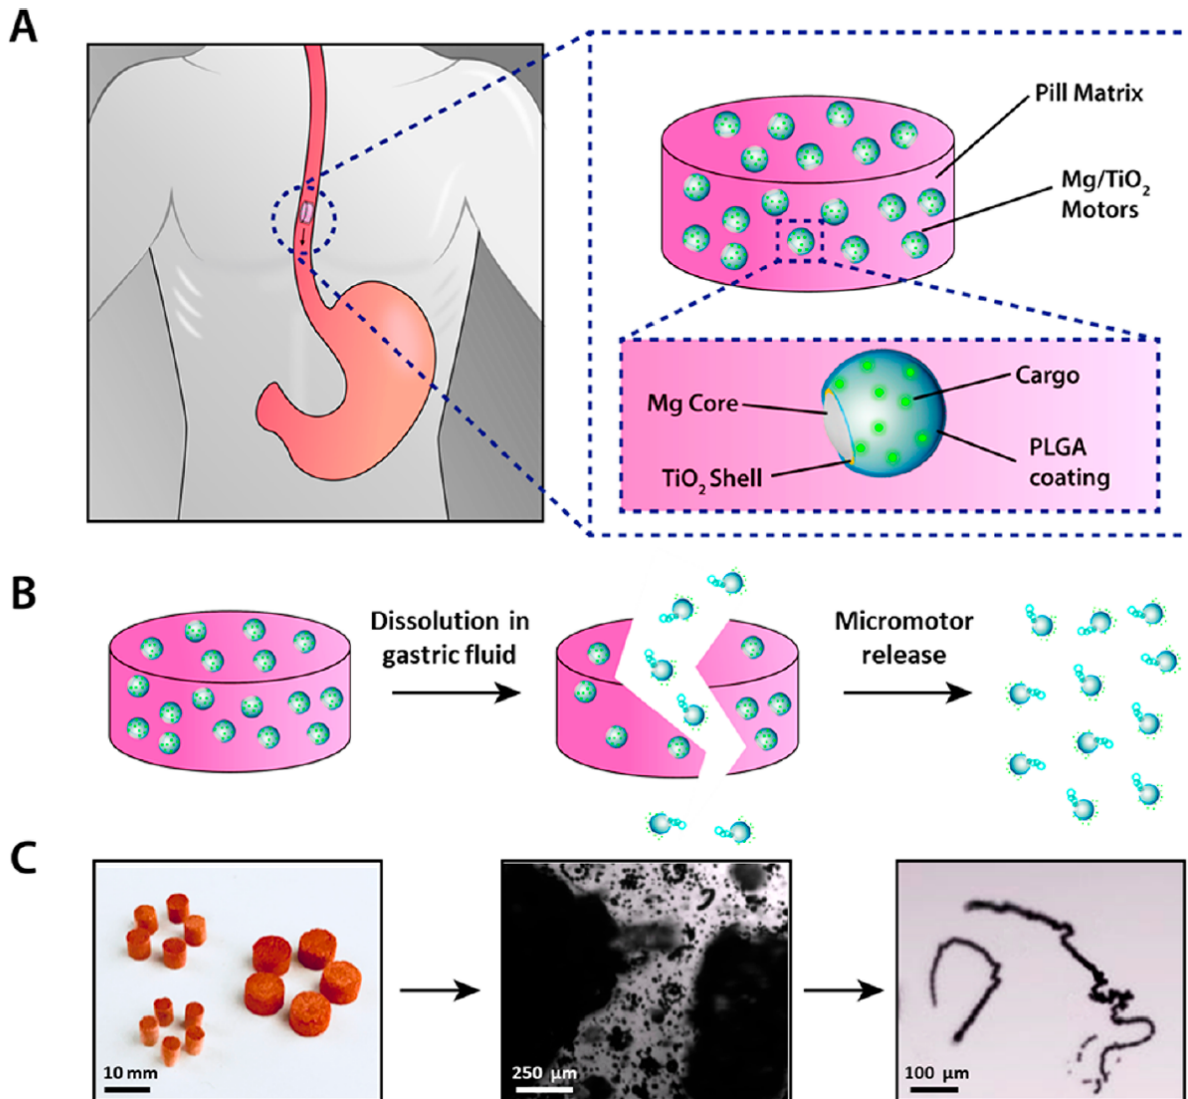 A
Pill Matrix
Mg/TiO₂
Motors
Mg Core
Cargo
TiO₂ Shell
PLGA
coating
B
Dissolution in
gastric fluid
Micromotor
release
C
10 mm
250 μm
100 μm